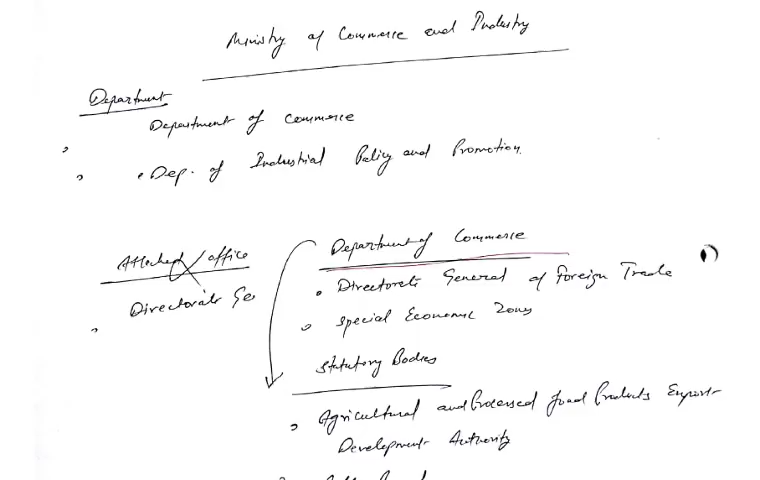 Ministry of Commerce and Industry
Department
Department of Commerce
• Dep. of Industrial Policy and Promotion.
Attached/office
Directorate Ge
Department of Commerce
• Directorate General of Foreign Trade
• Special Economic Zones
Statutory Bodies
• Agricultural and Processed food Products Export
Development Authority